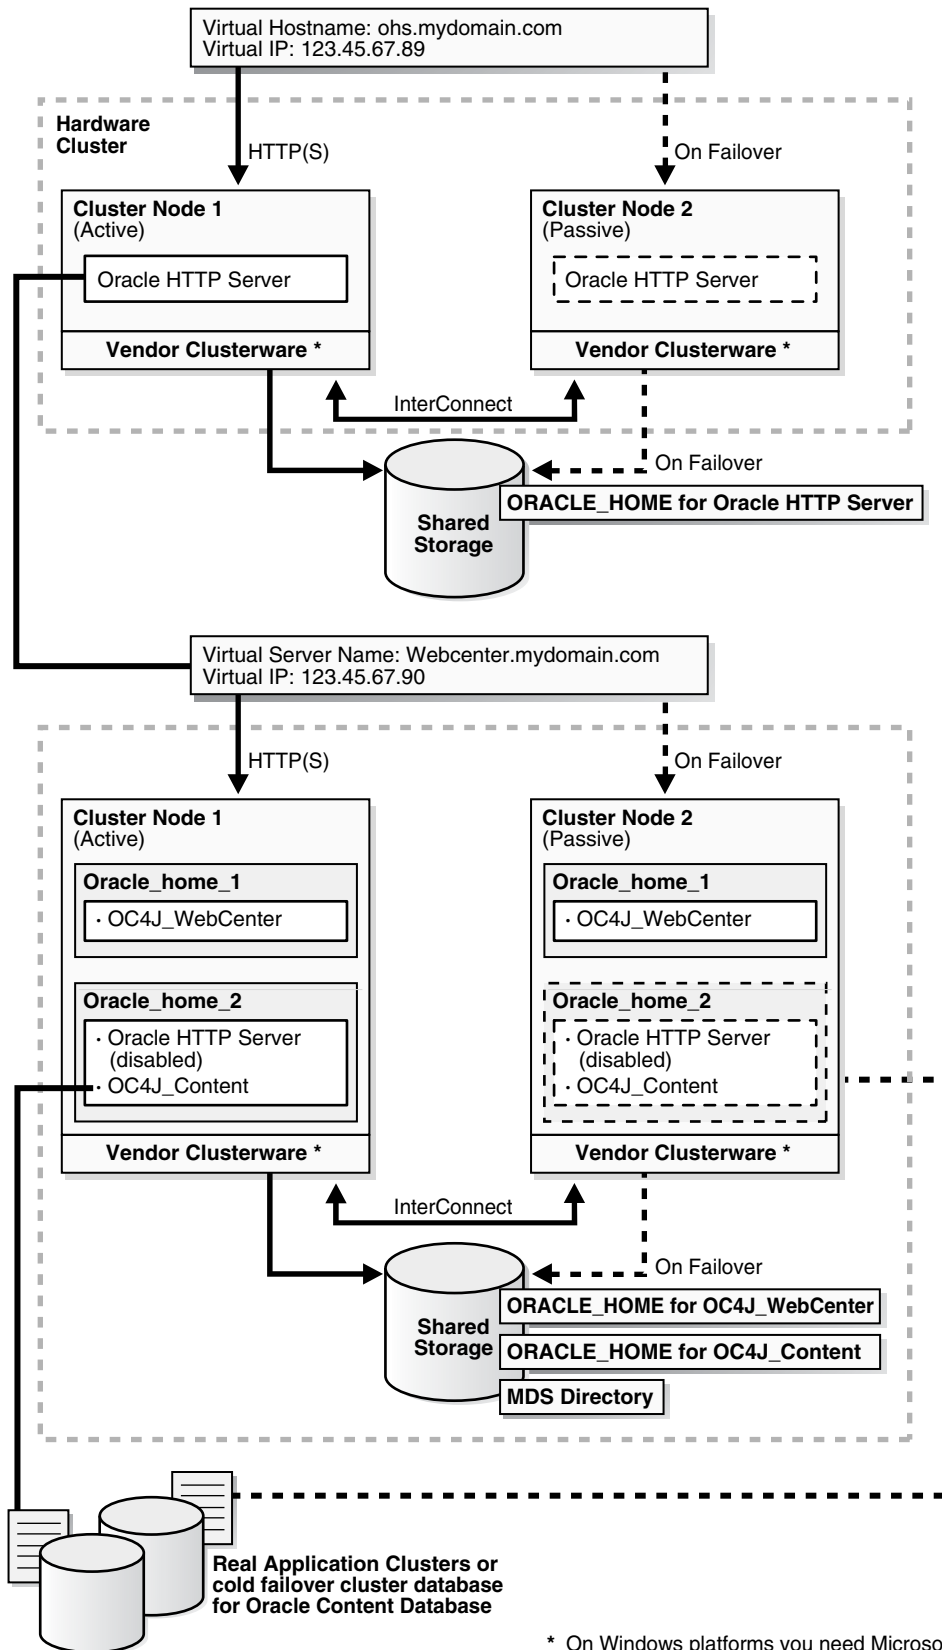 Virtual Hostname: ohs.mydomain.com
Virtual IP: 123.45.67.89
Hardware
Cluster
HTTP(S)
On Failover
Cluster Node 1
(Active)
Oracle HTTP Server
Vendor Clusterware *
Cluster Node 2
(Passive)
Oracle HTTP Server
Vendor Clusterware *
InterConnect
On Failover
Shared
Storage
ORACLE_HOME for Oracle HTTP Server
Virtual Server Name: Webcenter.mydomain.com
Virtual IP: 123.45.67.90
HTTP(S)
On Failover
Cluster Node 1
(Active)
Oracle_home_1
· OC4J_WebCenter
Oracle_home_2
· Oracle HTTP Server
(disabled)
· OC4J_Content
Vendor Clusterware *
Cluster Node 2
(Passive)
Oracle_home_1
· OC4J_WebCenter
Oracle_home_2
· Oracle HTTP Server
(disabled)
· OC4J_Content
Vendor Clusterware *
InterConnect
On Failover
Shared
Storage
ORACLE_HOME for OC4J_WebCenter
ORACLE_HOME for OC4J_Content
MDS Directory
Real Application Clusters or
cold failover cluster database
for Oracle Content Database
* On Windows platforms you need Microso